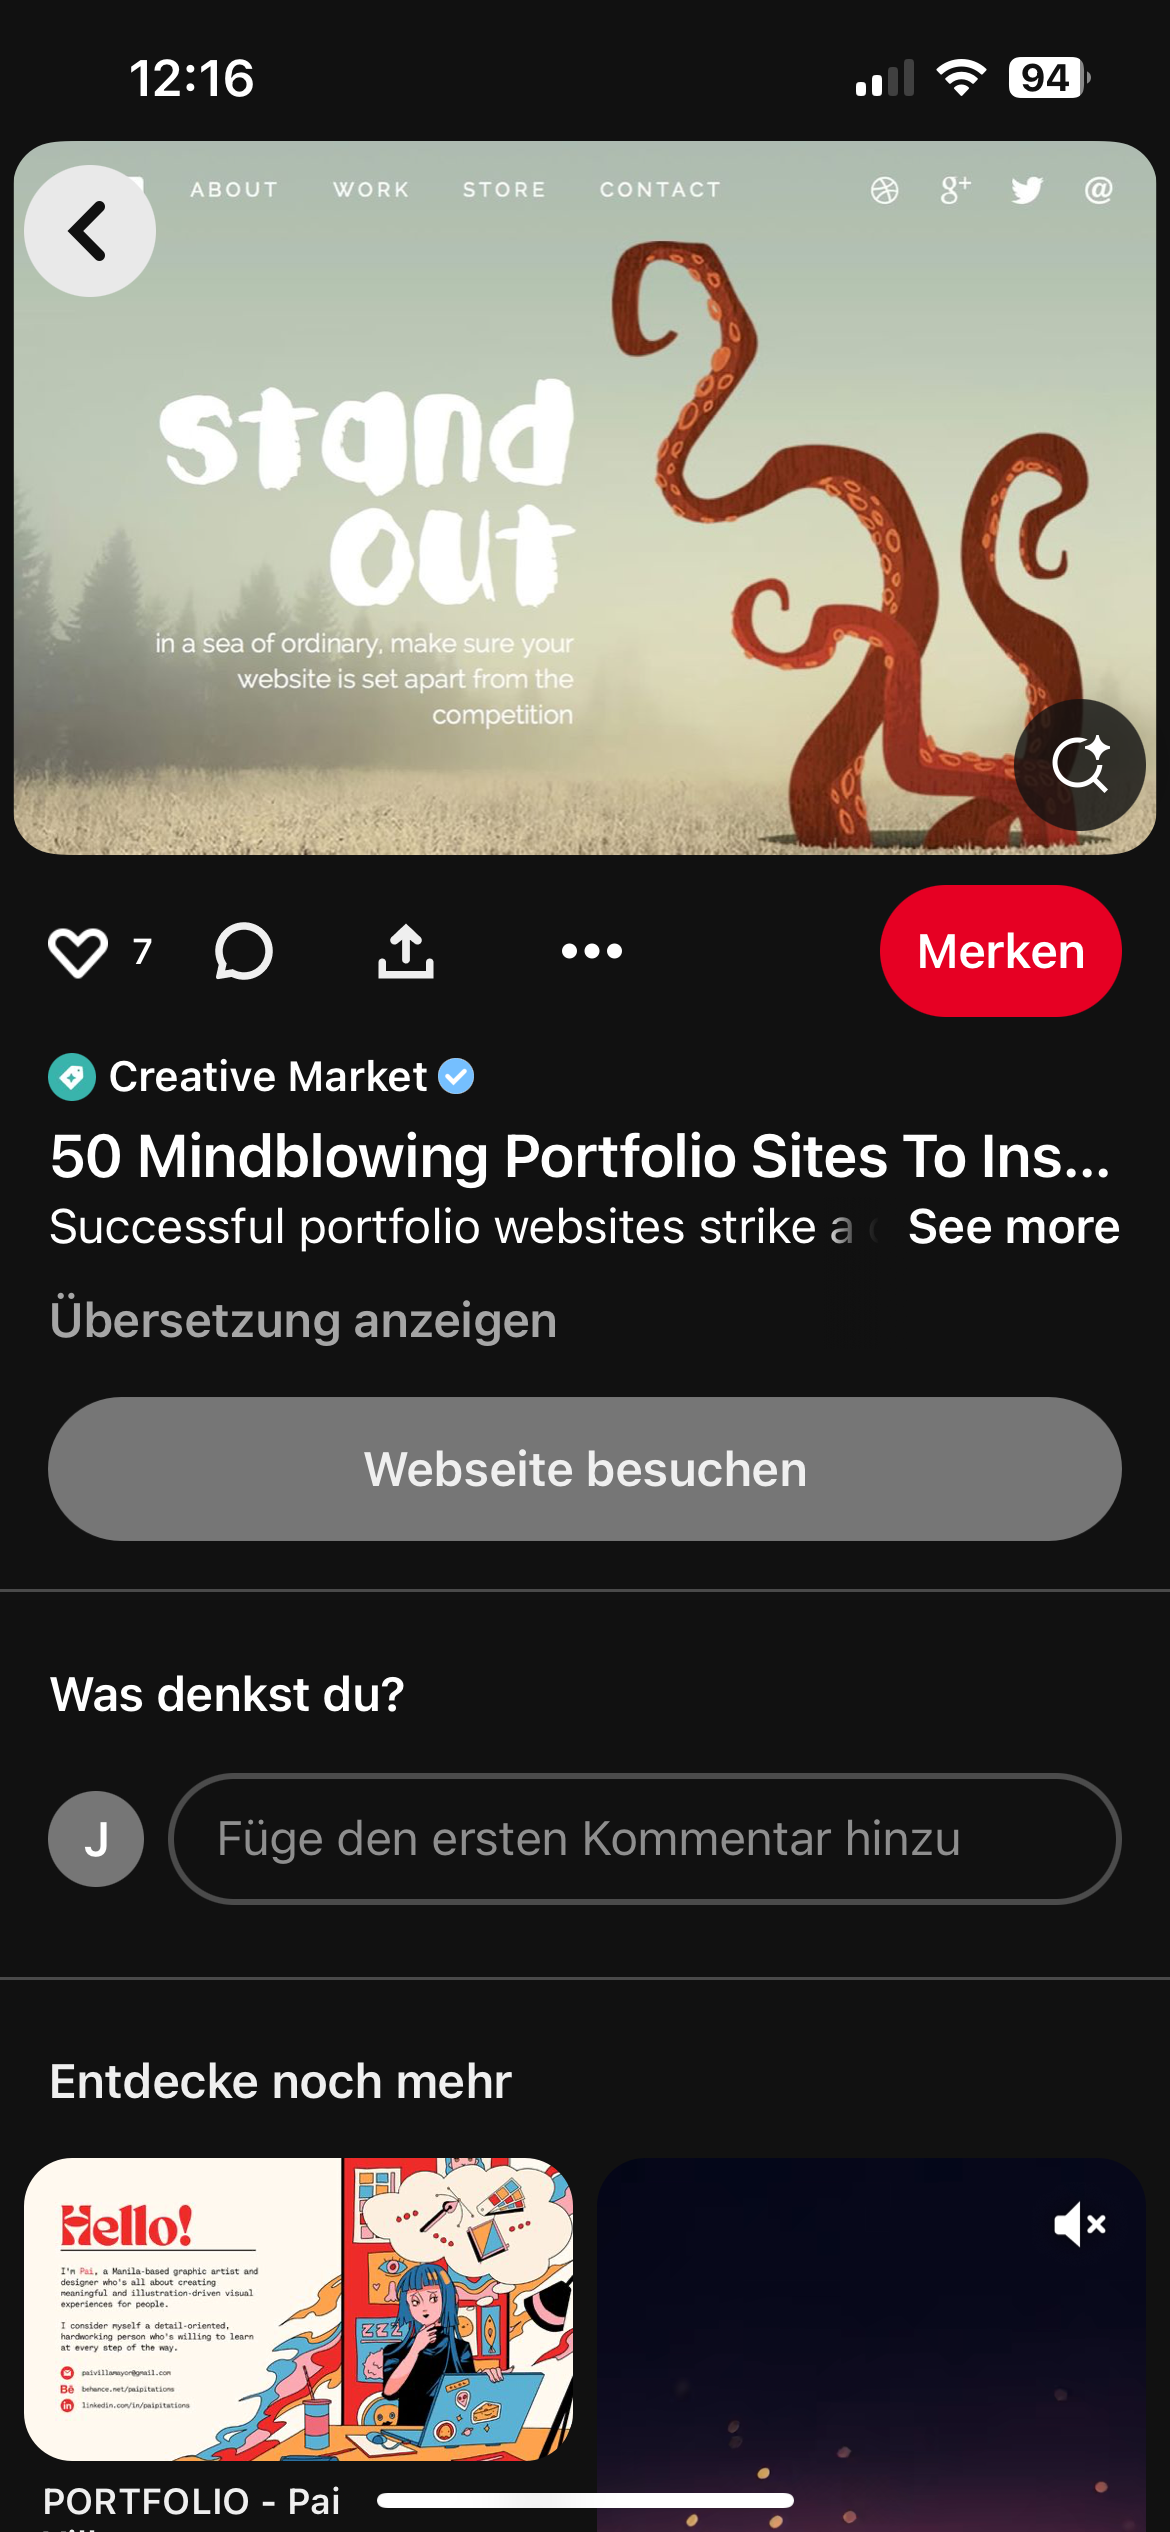 12:16
94
ABOUT WORK STORE CONTACT
g+ @
stand
out
in a sea of ordinary, make sure your
website is set apart from the
competition
7
Merken
Creative Market
50 Mindblowing Portfolio Sites To Ins...
Successful portfolio websites strike a
See more
Übersetzung anzeigen
Webseite besuchen
Was denkst du?
J
Füge den ersten Kommentar hinzu
Entdecke noch mehr
Hello!
I'm Pai, a Manila-based graphic artist and
designer who's all about creating
meaningful and illustration-driven visual
experiences for people.
I consider myself a detail-oriented,
hardworking person who's willing to learn
at every step of the way.
paivillamayor@gmail.com
Bē behance.net/paipitations
in linkedin.com/in/paipitations
ZZZ
PORTFOLIO - Pai